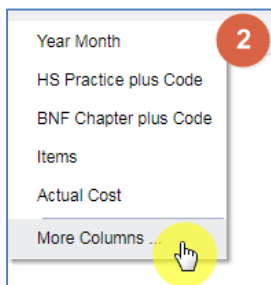 2
Year Month
HS Practice plus Code
BNF Chapter plus Code
Items
Actual Cost
More Columns ...